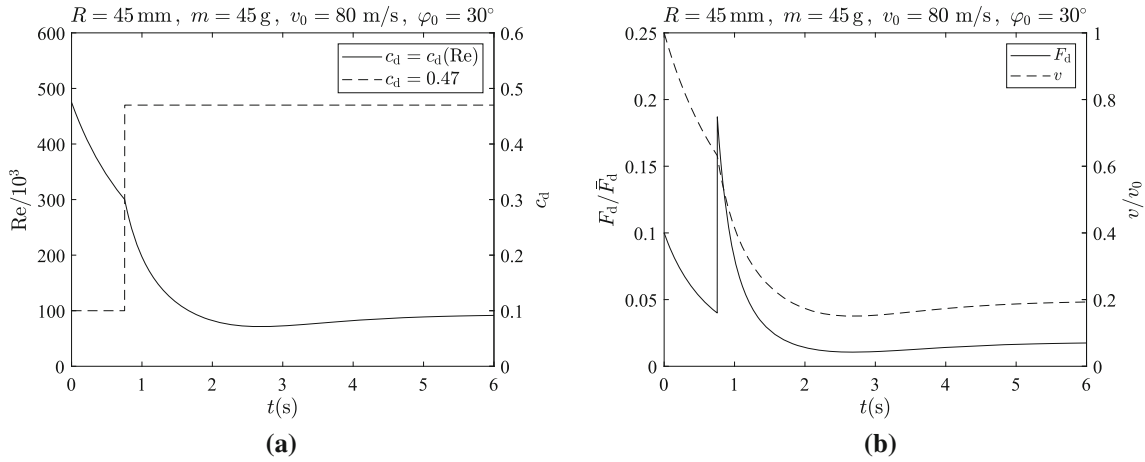 R = 45 mm , m = 45 g , v₀ = 80 m/s , φ₀ = 30°
600
500
400
300
200
100
0
Re/10³
0.6
0.5
0.4
0.3
0.2
0.1
0
c_d
c_d = c_d(Re)
c_d = 0.47
0 1 2 3 4 5 6
t(s)
(a)
R = 45 mm , m = 45 g , v₀ = 80 m/s , φ₀ = 30°
0.25
0.2
0.15
0.1
0.05
0
F_d/F̄_d
1
0.8
0.6
0.4
0.2
0
v/v₀
F_d
v
0 1 2 3 4 5 6
t(s)
(b)